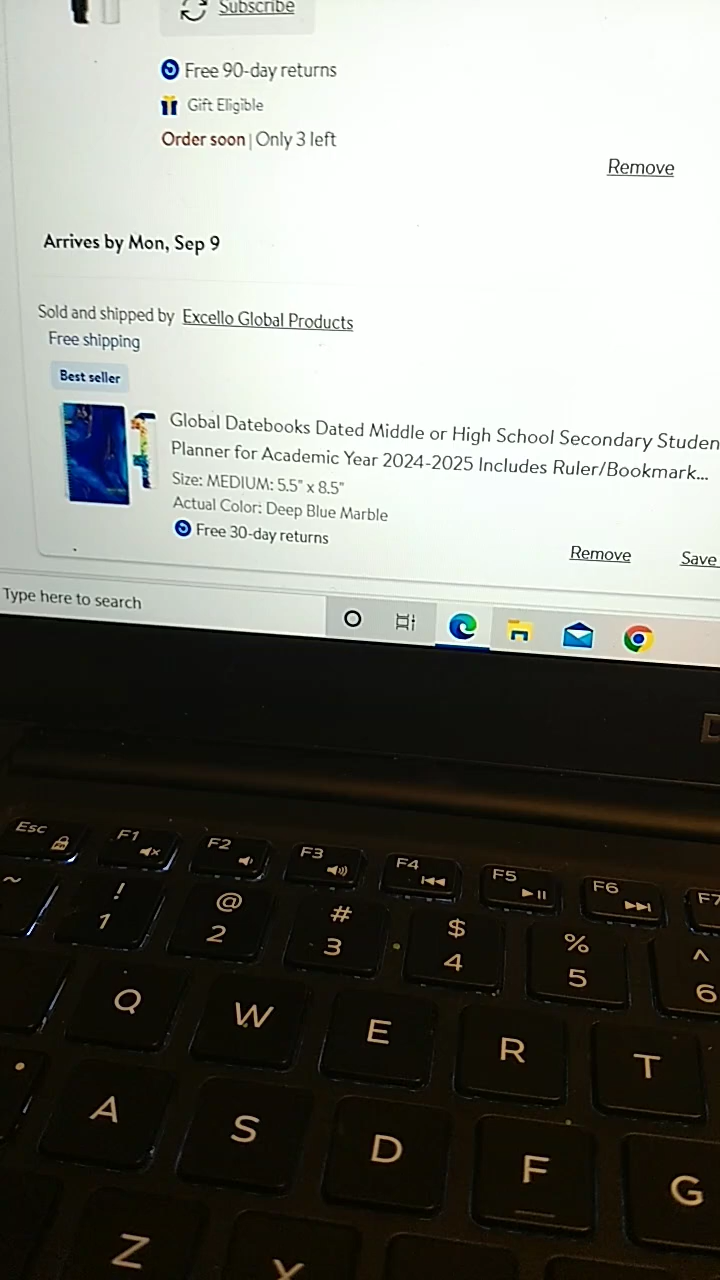 Subscribe
Free 90-day returns
Gift Eligible
Order soon | Only 3 left
Remove
Arrives by Mon, Sep 9
Sold and shipped by Excello Global Products
Free shipping
Best seller
Global Datebooks Dated Middle or High School Secondary Studen
Planner for Academic Year 2024-2025 Includes Ruler/Bookmark...
Size: MEDIUM: 5.5" x 8.5"
Actual Color: Deep Blue Marble
Free 30-day returns
Remove Save
Type here to search
Esc F1 F2 F3 F4 F5 F6 F7
~ ! @ # $ % ^
1 2 3 4 5 6
Q W E R T
A S D F G
Z X